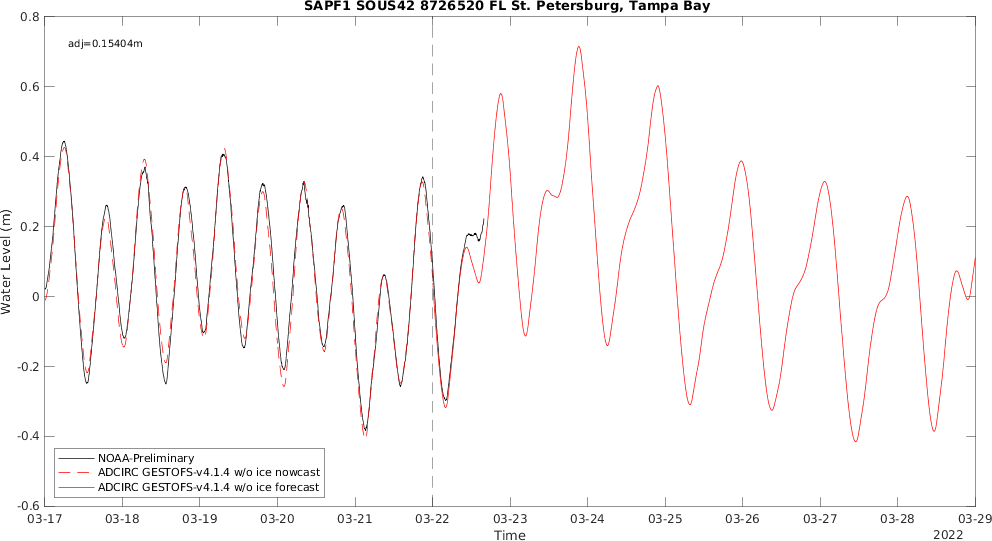 SAPF1 SOUS42 8726520 FL St. Petersburg, Tampa Bay
adj=0.15404m
0.8
0.6
0.4
0.2
0
-0.2
-0.4
-0.6
Water Level (m)
NOAA-Preliminary
ADCIRC GESTOFS-v4.1.4 w/o ice nowcast
ADCIRC GESTOFS-v4.1.4 w/o ice forecast
03-17 03-18 03-19 03-20 03-21 03-22 03-23 03-24 03-25 03-26 03-27 03-28 03-29
Time
2022